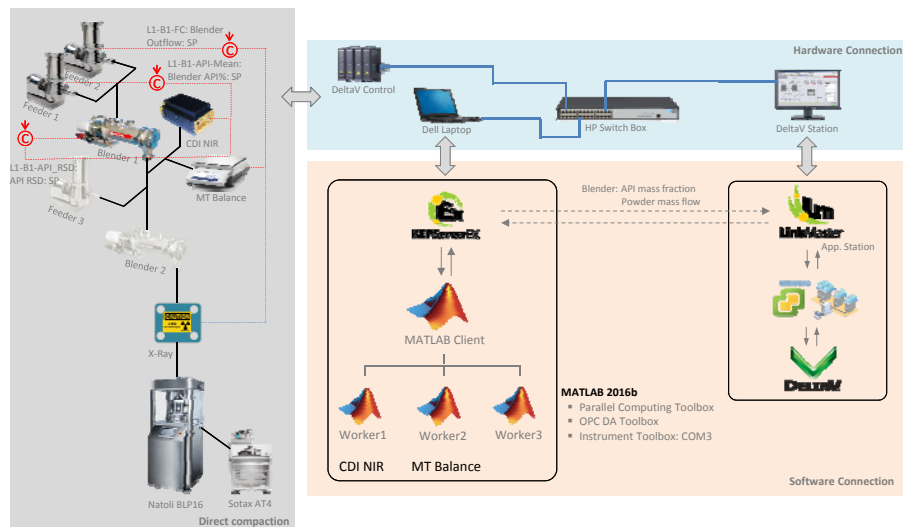 L1-B1-FC: Blender
Outflow: SP
C
Feeder 2
Feeder 1
L1-B1-API-Mean:
Blender API%: SP
C
C
Blender 1
CDI NIR
L1-B1-API_RSD:
API RSD: SP
MT Balance
Feeder 3
Blender 2
CAUTION
X-Ray
Natoli BLP16
Sotax AT4
Direct compaction
Hardware Connection
DeltaV Control
Dell Laptop
HP Switch Box
DeltaV Station
Blender: API mass fraction
Powder mass flow
Ex
KEPServerEX
Lm
LinkMaster
App. Station
MATLAB Client
DELTAV
Worker1
Worker2
Worker3
CDI NIR
MT Balance
MATLAB 2016b
▪ Parallel Computing Toolbox
▪ OPC DA Toolbox
▪ Instrument Toolbox: COM3
Software Connection